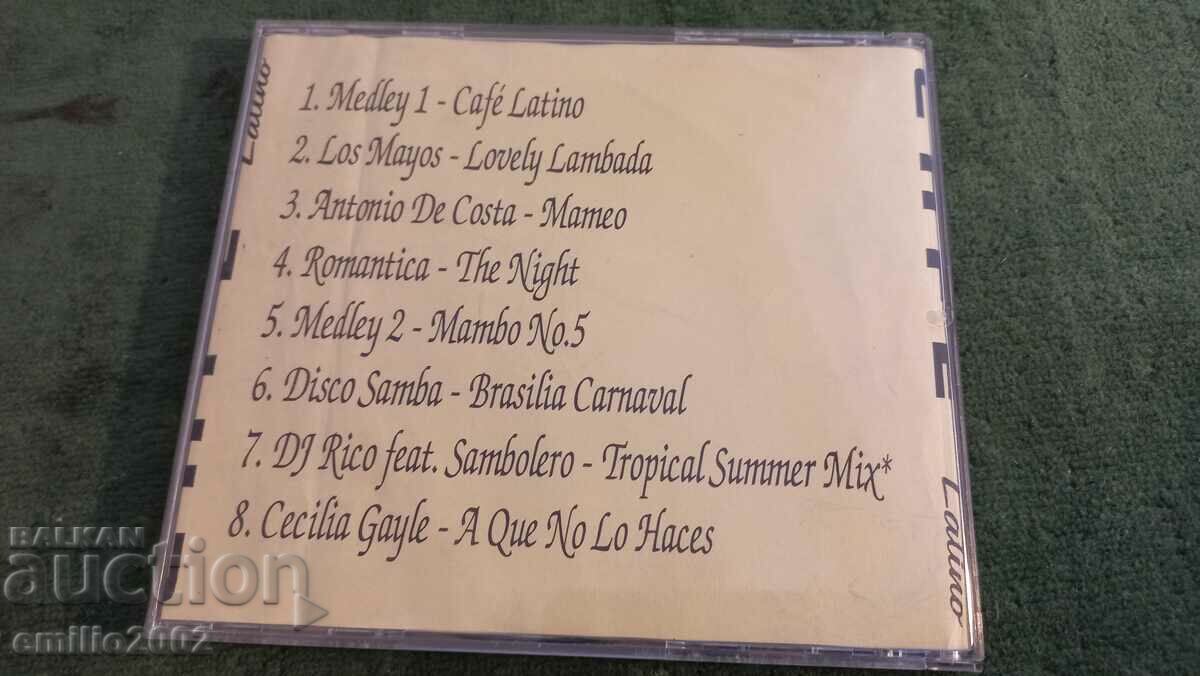 1. Medley 1 - Café Latino
2. Los Mayos - Lovely Lambada
3. Antonio De Costa - Mameo
4. Romantica - The Night
5. Medley 2 - Mambo No.5
6. Disco Samba - Brasilia Carnaval
7. DJ Rico feat. Sambolero - Tropical Summer Mix*
8. Cecilia Gayle - A Que No Lo Haces
Latino
Latino
BALKAN
auction
emilio2002